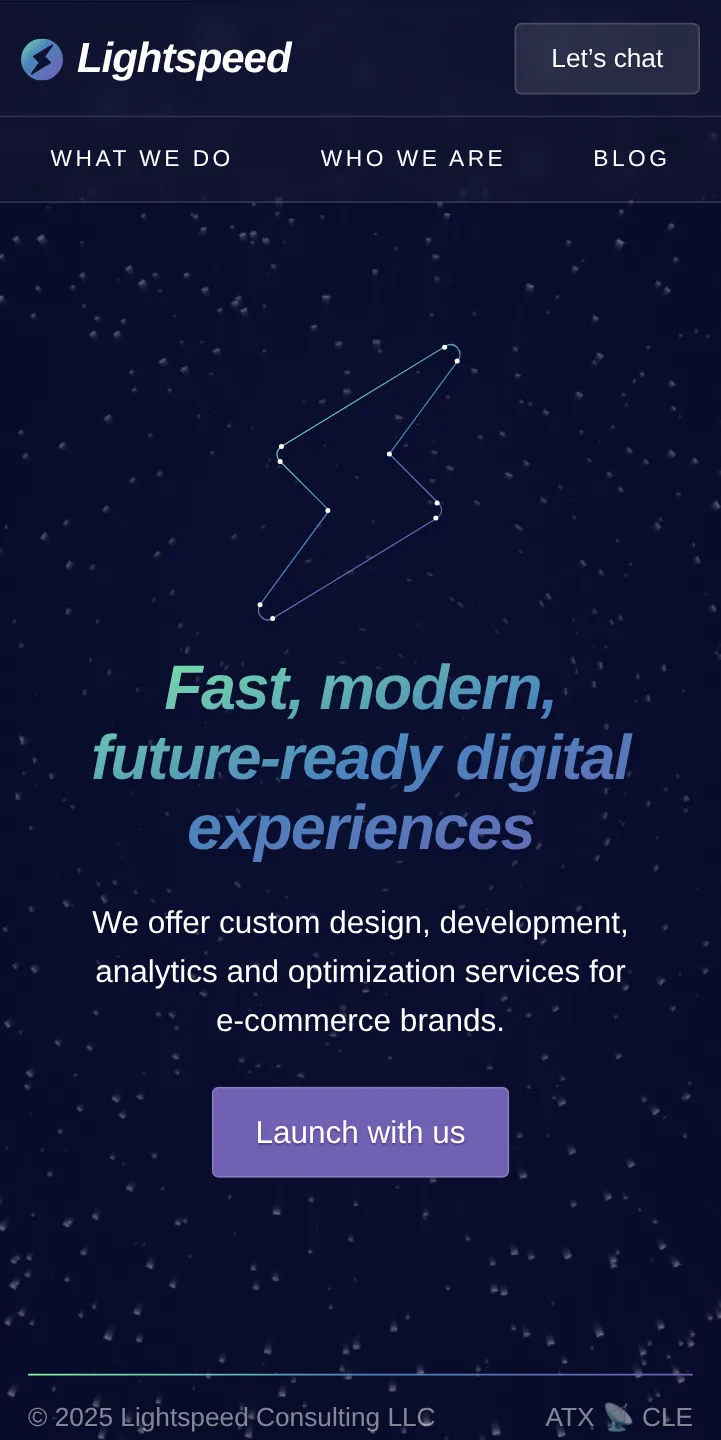 Lightspeed
Let’s chat
WHAT WE DO
WHO WE ARE
BLOG
Fast, modern,
future-ready digital
experiences
We offer custom design, development,
analytics and optimization services for
e-commerce brands.
Launch with us
© 2025 Lightspeed Consulting LLC
ATX 📡 CLE